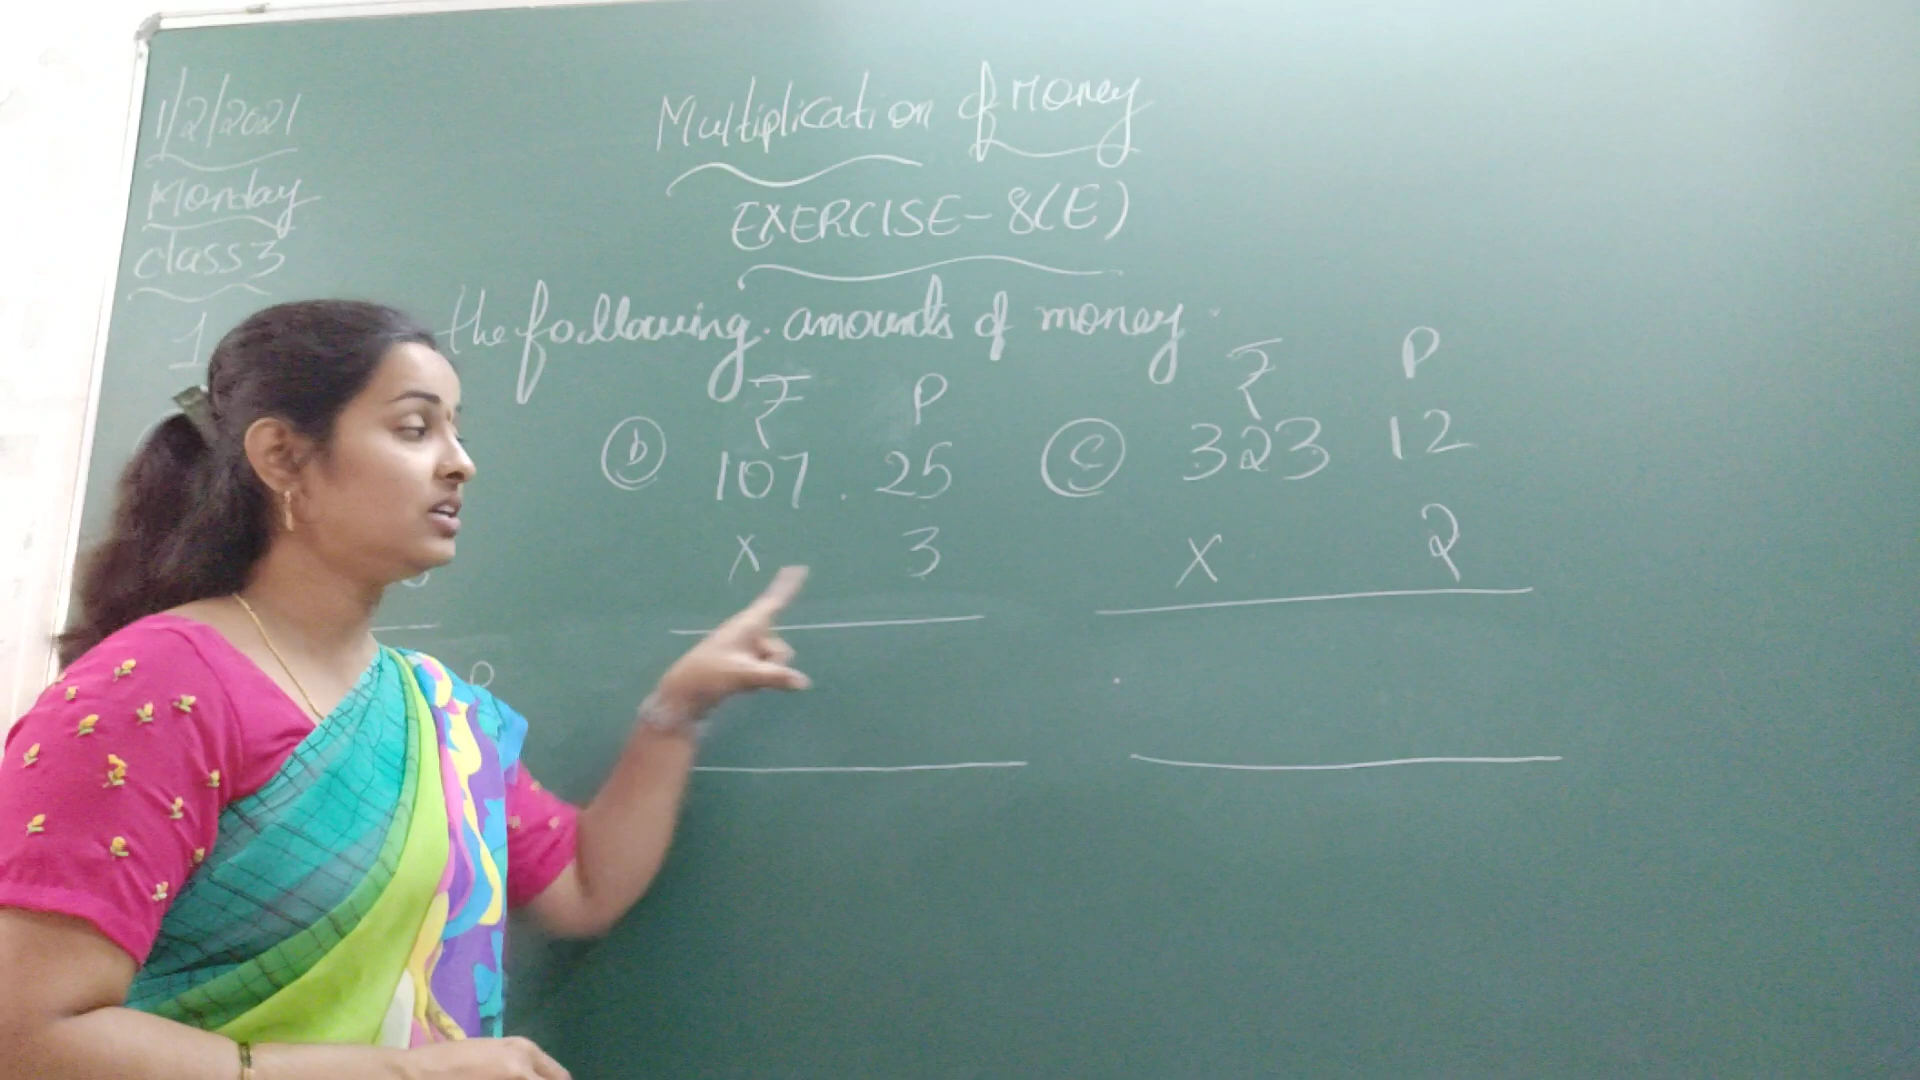 1/2/2021
Monday
class 3
Multiplication of Money
EXERCISE-8(E)
1
the following amounts of money.
₹ P
(b) 107.25
x 3
₹ P
(c) 323 12
x 2
P